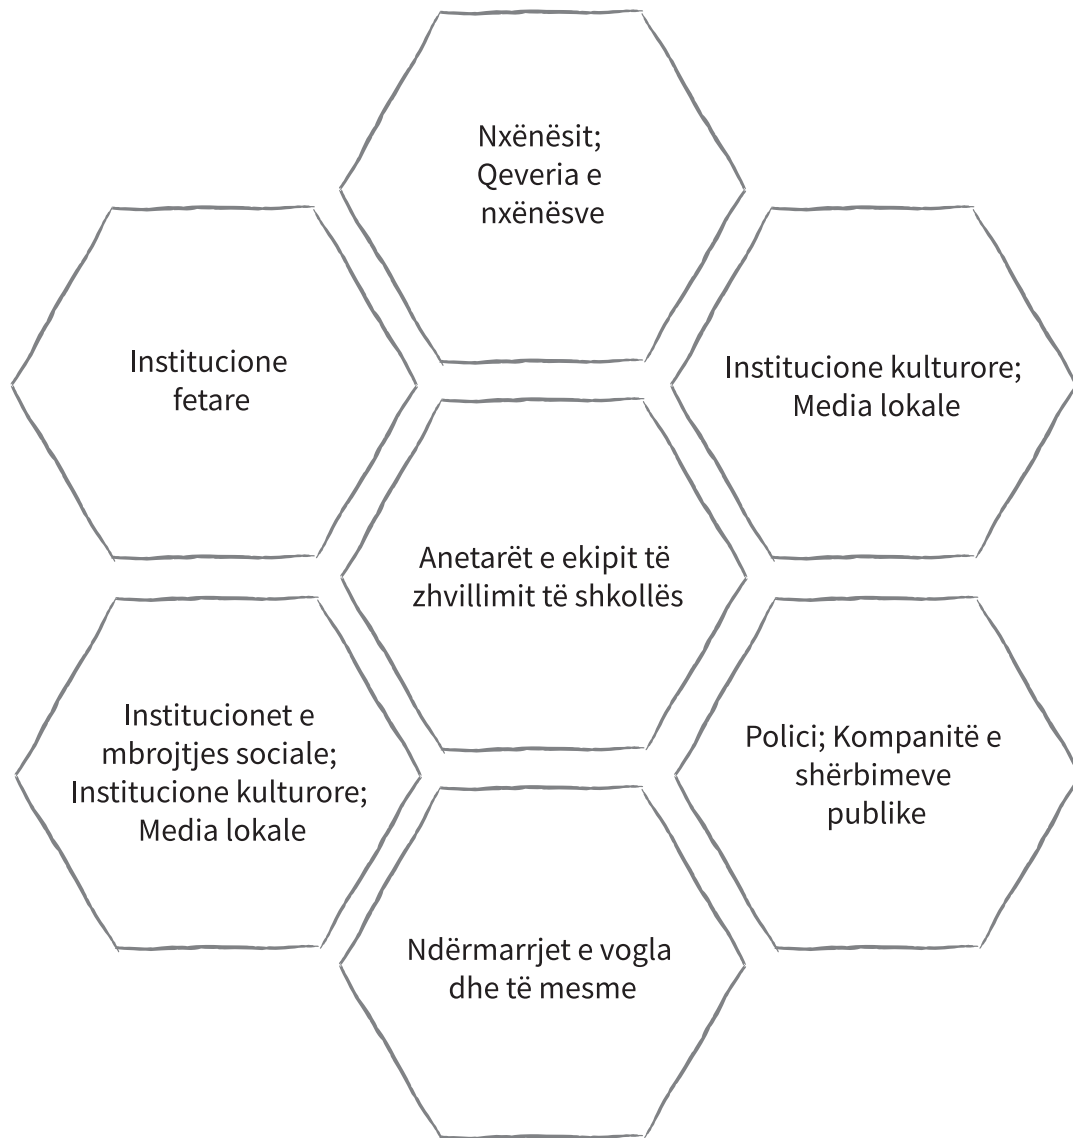 Nxënësit;
Qeveria e
nxënësve
Institucione
fetare
Institucione kulturore;
Media lokale
Anetarët e ekipit të
zhvillimit të shkollës
Institucionet e
mbrojtjes sociale;
Institucione kulturore;
Media lokale
Polici; Kompanitë e
shërbimeve
publike
Ndërmarrjet e vogla
dhe të mesme